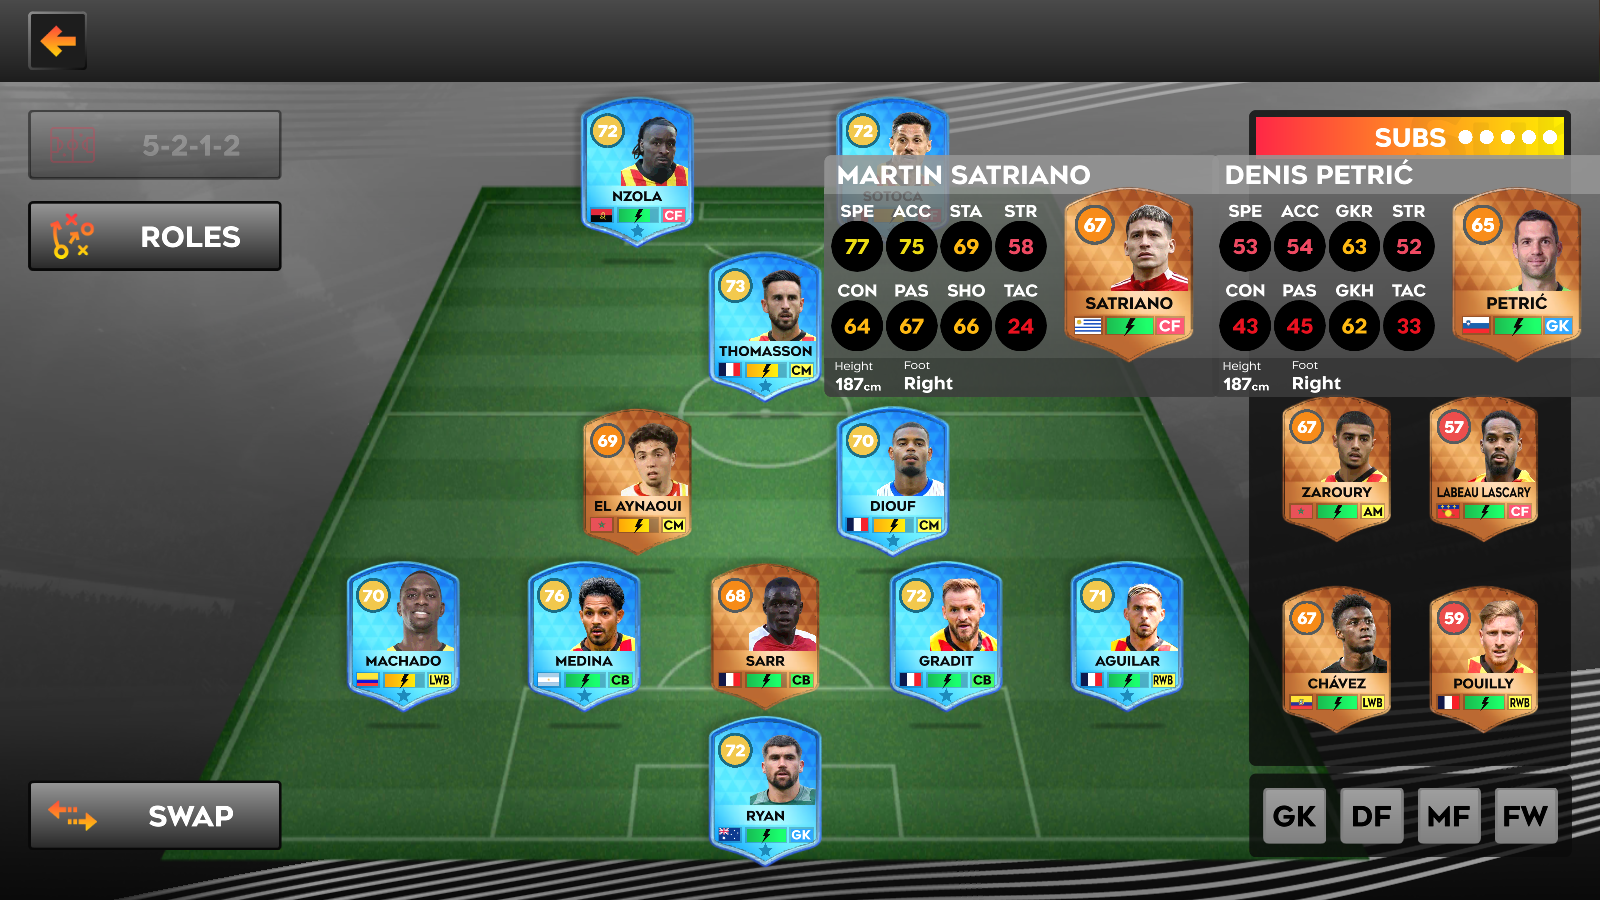 5-2-1-2
ROLES
SWAP
72
NZOLA
CF
72
SOTOCA
73
THOMASSON
CM
69
EL AYNAOUI
CM
70
DIOUF
CM
70
MACHADO
LWB
76
MEDINA
CB
68
SARR
CB
72
GRADIT
CB
71
AGUILAR
RWB
72
RYAN
GK
SUBS
MARTIN SATRIANO
SPE ACC STA STR
77 75 69 58
CON PAS SHO TAC
64 67 66 24
Height Foot
187cm Right
67
SATRIANO
CF
DENIS PETRIĆ
SPE ACC GKR STR
53 54 63 52
CON PAS GKH TAC
43 45 62 33
Height Foot
187cm Right
65
PETRIĆ
GK
67
ZAROURY
AM
57
LABEAU LASCARY
CF
67
CHÁVEZ
LWB
59
POUILLY
RWB
GK DF MF FW